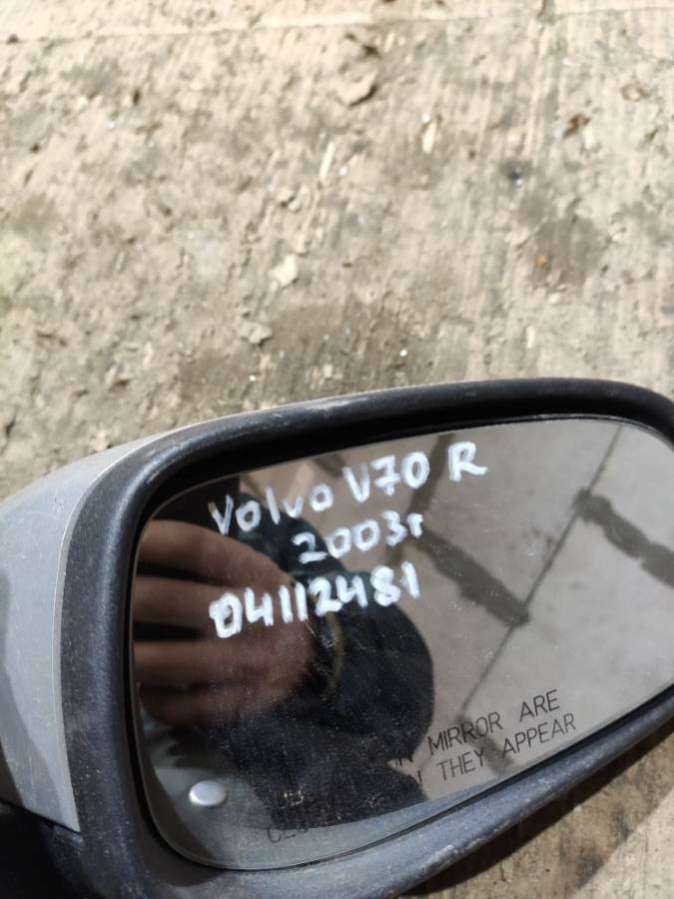 Volvo V70 R
2003г
04112481
MIRROR ARE
THEY APPEAR